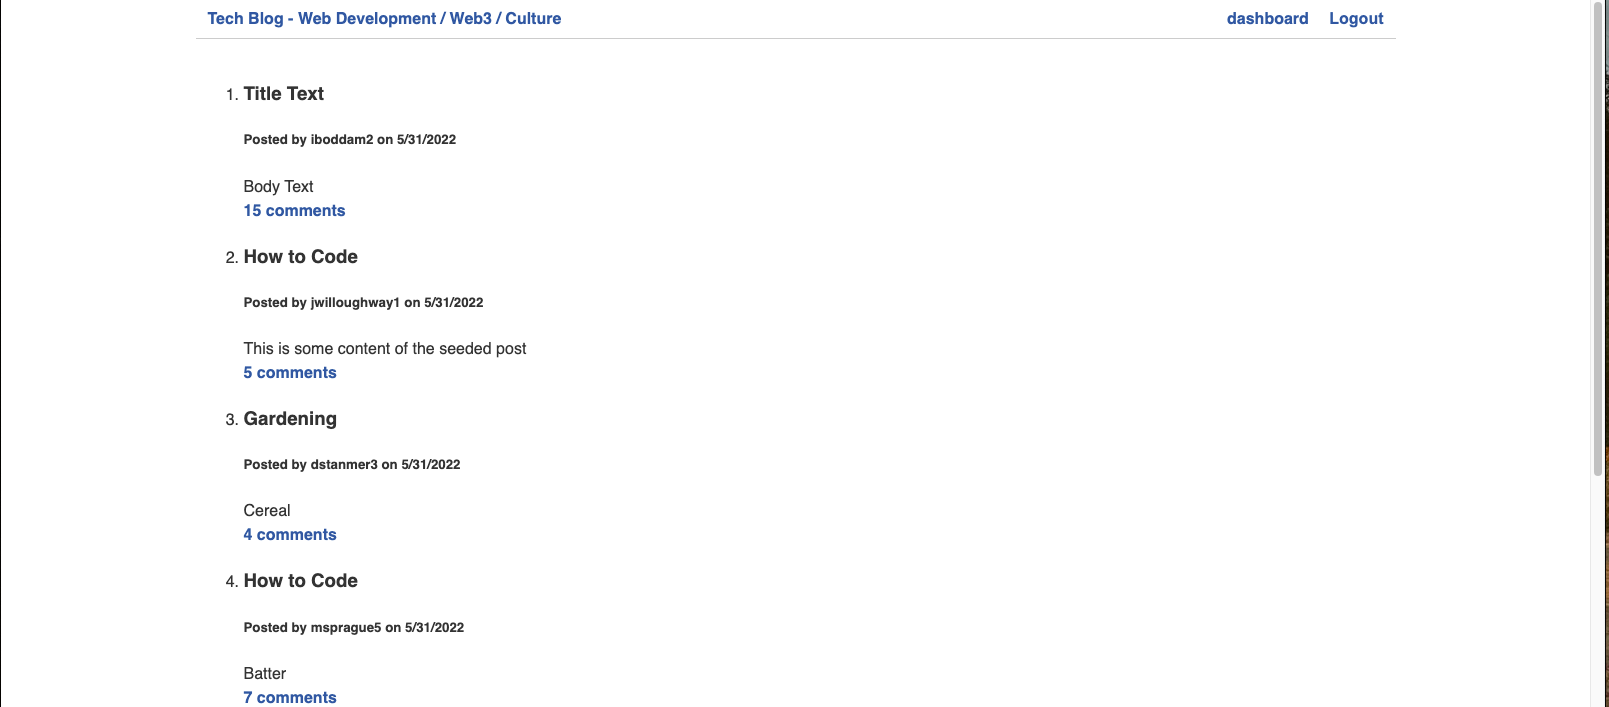 Tech Blog - Web Development / Web3 / Culture dashboard Logout
1. Title Text
Posted by iboddam2 on 5/31/2022
Body Text
15 comments
2. How to Code
Posted by jwilloughway1 on 5/31/2022
This is some content of the seeded post
5 comments
3. Gardening
Posted by dstanmer3 on 5/31/2022
Cereal
4 comments
4. How to Code
Posted by msprague5 on 5/31/2022
Batter
7 comments